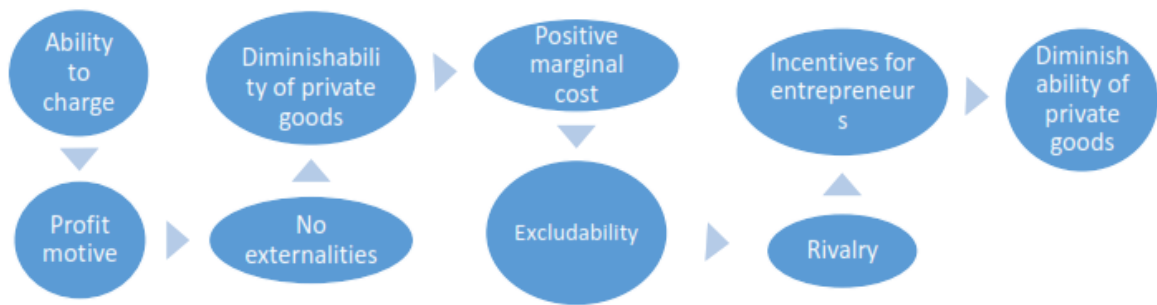 Ability
to
charge
Profit
motive
No
externalities
Diminishabili
ty of private
goods
Positive
marginal
cost
Excludability
Rivalry
Incentives for
entrepreneur
s
Diminish
ability of
private
goods